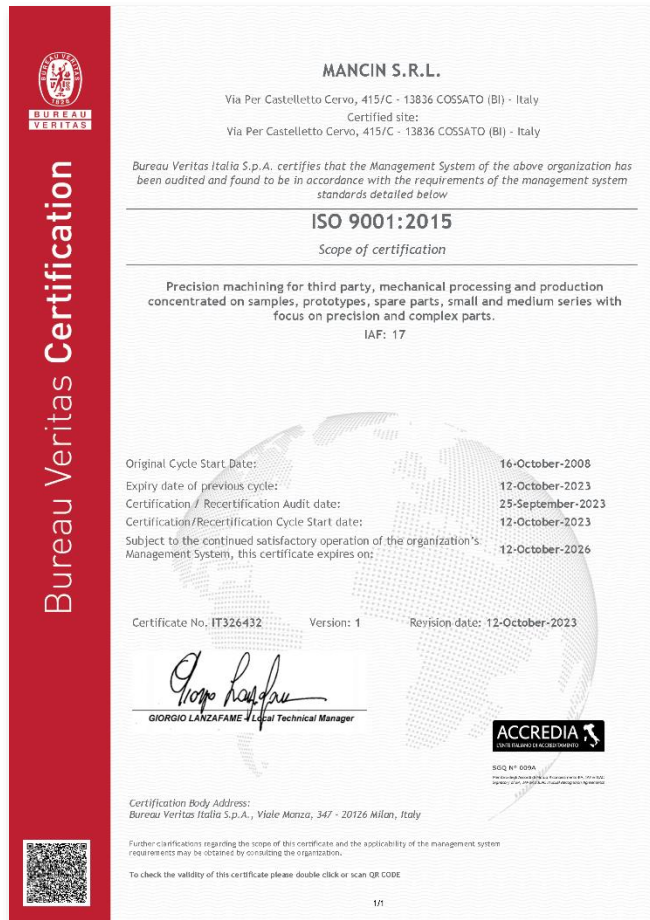 BUREAU VERITAS
1828
BUREAU
VERITAS
Bureau Veritas Certification
MANCIN S.R.L.
Via Per Castelletto Cervo, 415/C - 13836 COSSATO (BI) - Italy
Certified site:
Via Per Castelletto Cervo, 415/C - 13836 COSSATO (BI) - Italy
Bureau Veritas Italia S.p.A. certifies that the Management System of the above organization has
been audited and found to be in accordance with the requirements of the management system
standards detailed below
ISO 9001:2015
Scope of certification
Precision machining for third party, mechanical processing and production
concentrated on samples, prototypes, spare parts, small and medium series with
focus on precision and complex parts.
IAF: 17
Original Cycle Start Date: 16-October-2008
Expiry date of previous cycle: 12-October-2023
Certification / Recertification Audit date: 25-September-2023
Certification/Recertification Cycle Start date: 12-October-2023
Subject to the continued satisfactory operation of the organization's
Management System, this certificate expires on: 12-October-2026
Certificate No. IT326432 Version: 1 Revision date: 12-October-2023
GIORGIO LANZAFAME - Local Technical Manager
ACCREDIA
L'ENTE ITALIANO DI ACCREDITAMENTO
SGQ N° 009A
Certification Body Address:
Bureau Veritas Italia S.p.A., Viale Monza, 347 - 20126 Milan, Italy
Further clarifications regarding the scope of this certificate and the applicability of the management system
requirements may be obtained by consulting the organization.
To check the validity of this certificate please double click or scan QR CODE
1/1